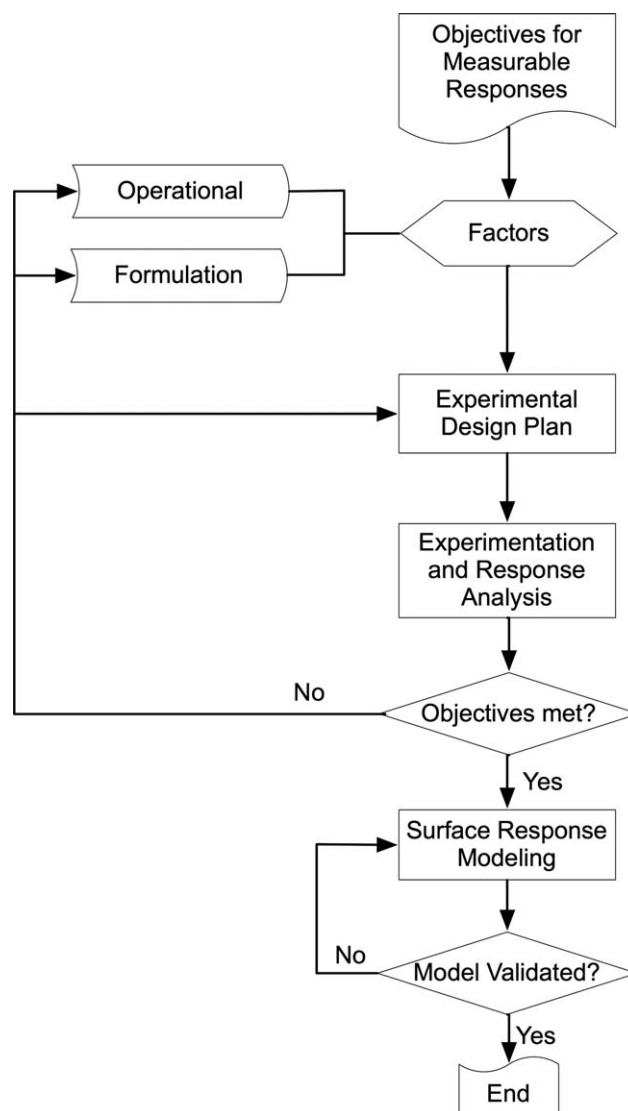 Objectives for
Measurable
Responses
Operational
Formulation
Factors
Experimental
Design Plan
Experimentation
and Response
Analysis
No
Objectives met?
Yes
Surface Response
Modeling
No
Model Validated?
Yes
End